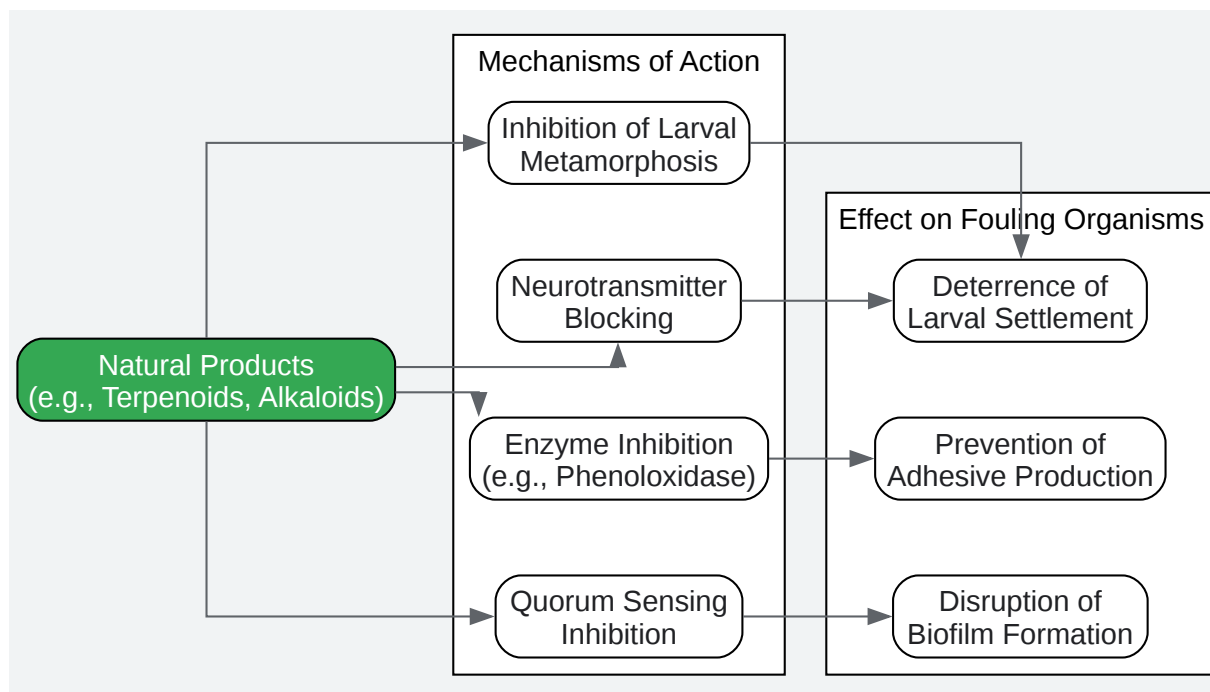 Mechanisms of Action
Inhibition of Larval
Metamorphosis
Effect on Fouling Organisms
Neurotransmitter
Blocking
Deterrence of
Larval Settlement
Natural Products
(e.g., Terpenoids, Alkaloids)
Enzyme Inhibition
(e.g., Phenoloxidase)
Prevention of
Adhesive Production
Quorum Sensing
Inhibition
Disruption of
Biofilm Formation